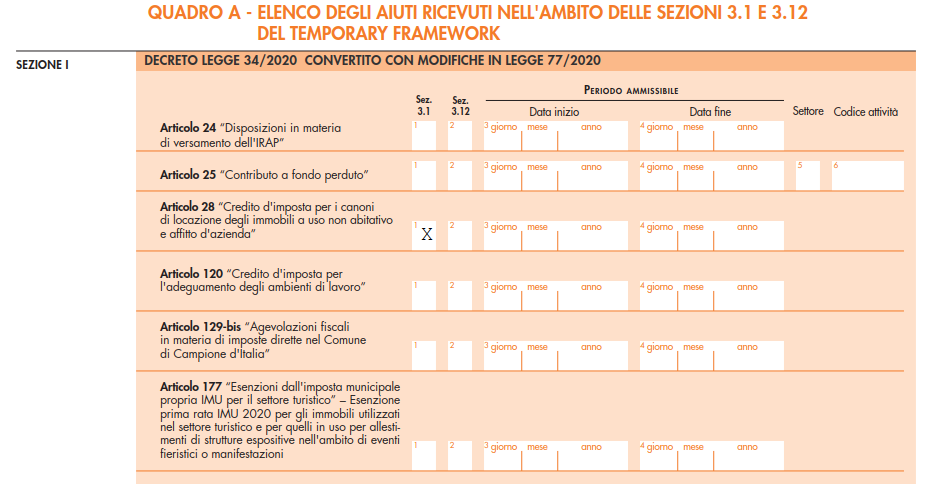 QUADRO A - ELENCO DEGLI AIUTI RICEVUTI NELL'AMBITO DELLE SEZIONI 3.1 E 3.12
DEL TEMPORARY FRAMEWORK
SEZIONE I
DECRETO LEGGE 34/2020 CONVERTITO CON MODIFICHE IN LEGGE 77/2020
PERIODO AMMISSIBILE
Sez. 3.1 Sez. 3.12 Data inizio Data fine Settore Codice attività
Articolo 24 “Disposizioni in materia
di versamento dell'IRAP”
1 2 3 giorno mese anno 4 giorno mese anno
Articolo 25 “Contributo a fondo perduto”
1 2 3 giorno mese anno 4 giorno mese anno 5 6
Articolo 28 “Credito d'imposta per i canoni
di locazione degli immobili a uso non abitativo
e affitto d'azienda”
1 X 2 3 giorno mese anno 4 giorno mese anno
Articolo 120 “Credito d'imposta per
l'adeguamento degli ambienti di lavoro”
1 2 3 giorno mese anno 4 giorno mese anno
Articolo 129-bis “Agevolazioni fiscali
in materia di imposte dirette nel Comune
di Campione d'Italia”
1 2 3 giorno mese anno 4 giorno mese anno
Articolo 177 “Esenzioni dall'imposta municipale
propria IMU per il settore turistico” – Esenzione
prima rata IMU 2020 per gli immobili utilizzati
nel settore turistico e per quelli in uso per allesti-
menti di strutture espositive nell'ambito di eventi
fieristici o manifestazioni
1 2 3 giorno mese anno 4 giorno mese anno